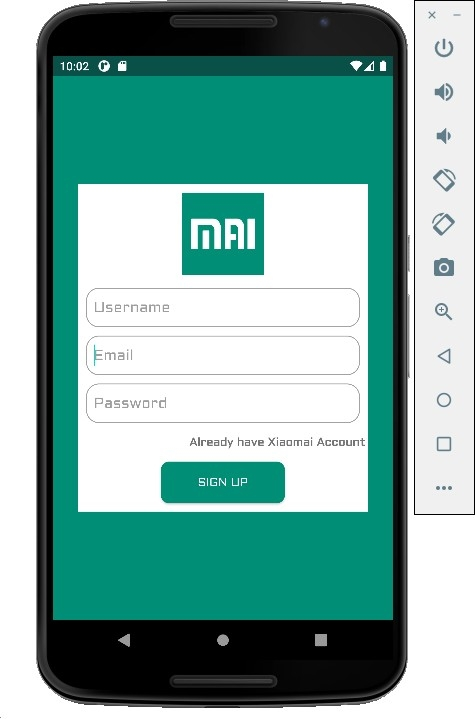 10:02
MAI
Username
Email
Password
Already have Xiaomai Account
SIGN UP